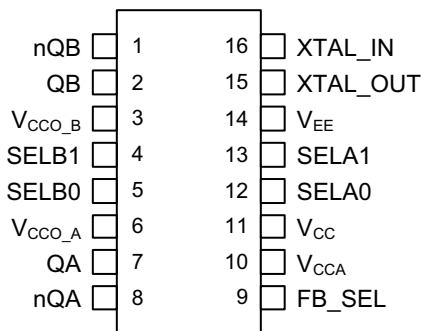 nQB 1 16 XTAL_IN
QB 2 15 XTAL_OUT
VCCO_B 3 14 VEE
SELB1 4 13 SELA1
SELB0 5 12 SELA0
VCCO_A 6 11 VCC
QA 7 10 VCCA
nQA 8 9 FB_SEL